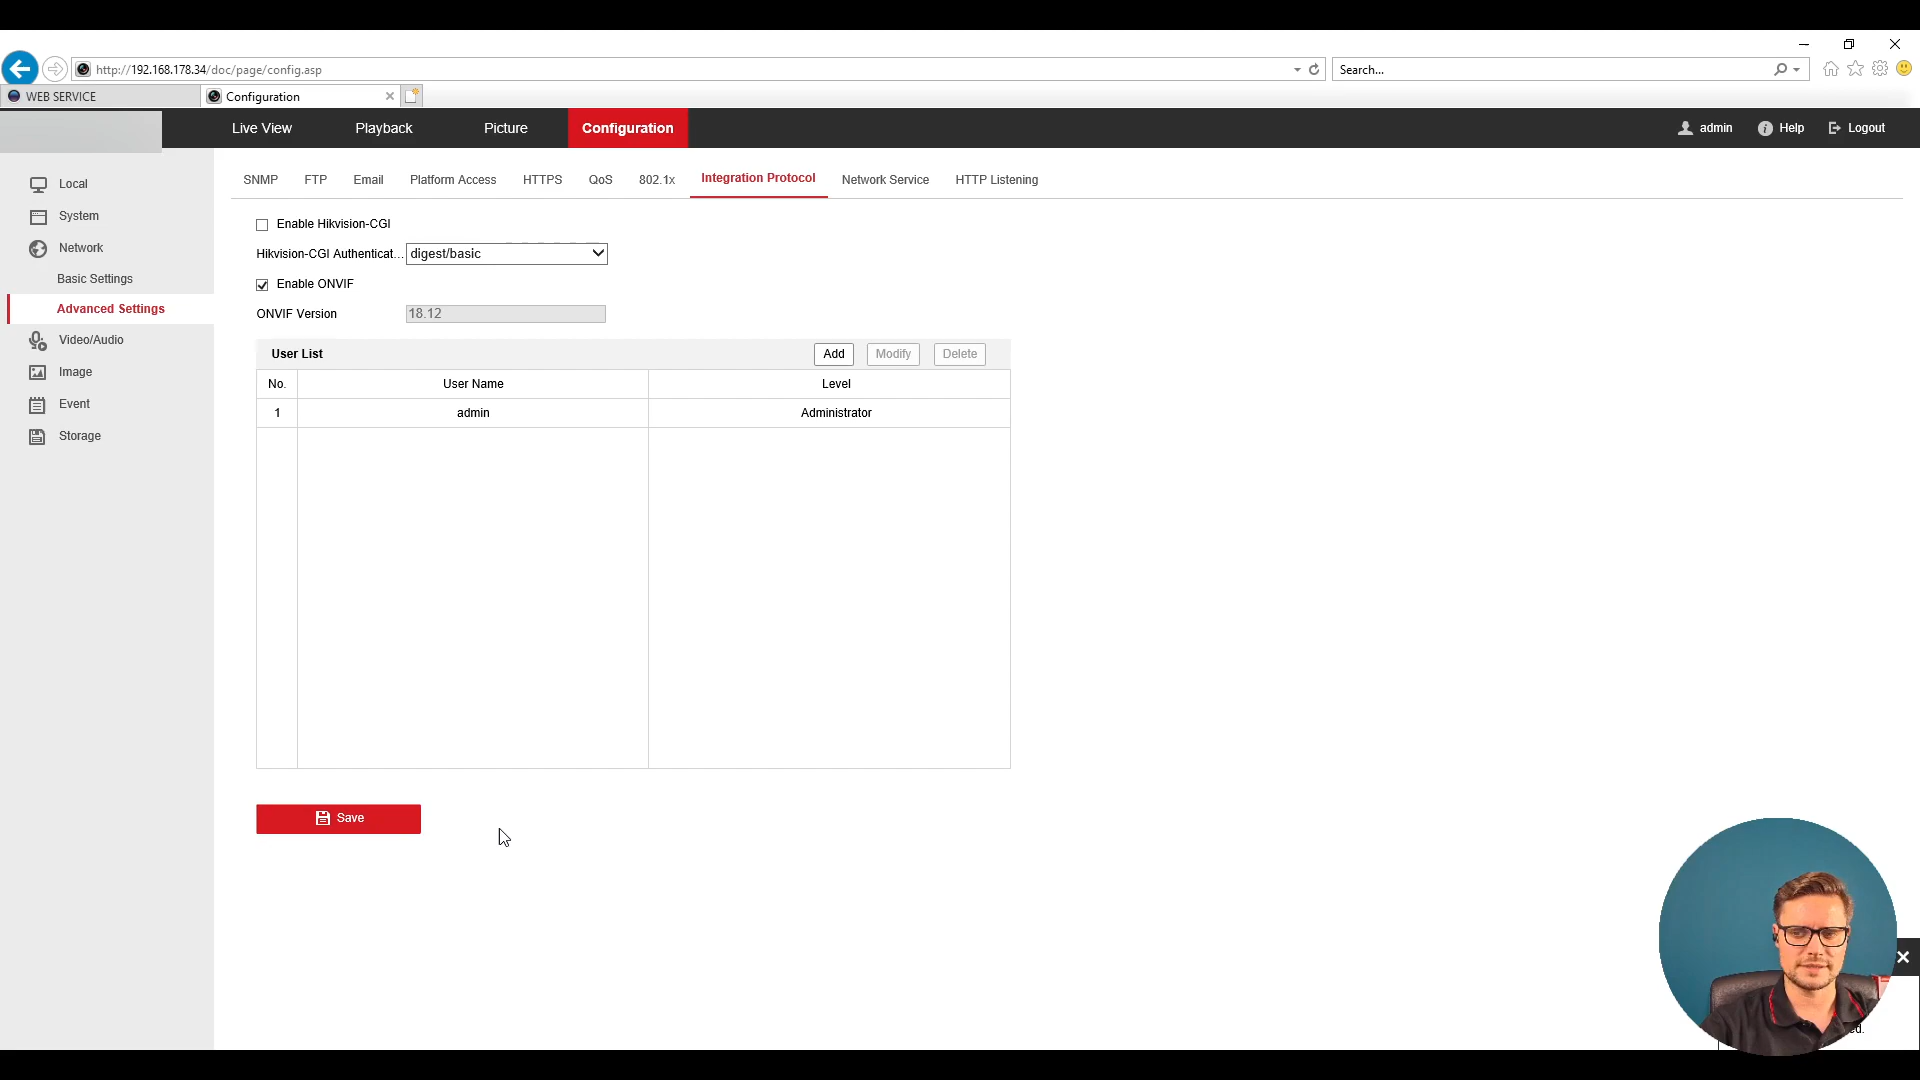 http://192.168.178.34/doc/page/config.asp
Search...
WEB SERVICE
Configuration
Live View
Playback
Picture
Configuration
admin
Help
Logout
Local
System
Network
Basic Settings
Advanced Settings
Video/Audio
Image
Event
Storage
SNMP
FTP
Email
Platform Access
HTTPS
QoS
802.1x
Integration Protocol
Network Service
HTTP Listening
Enable Hikvision-CGI
Hikvision-CGI Authenticat...
digest/basic
Enable ONVIF
ONVIF Version
18.12
User List
Add
Modify
Delete
No.
User Name
Level
1
admin
Administrator
Save